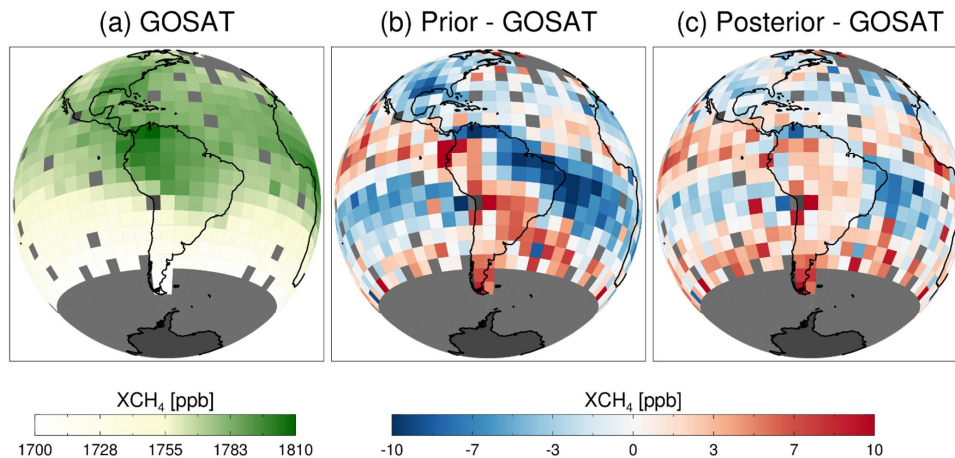 (a) GOSAT
(b) Prior - GOSAT
(c) Posterior - GOSAT
XCH₄ [ppb]
1700 1728 1755 1783 1810
XCH₄ [ppb]
-10 -7 -3 0 3 7 10